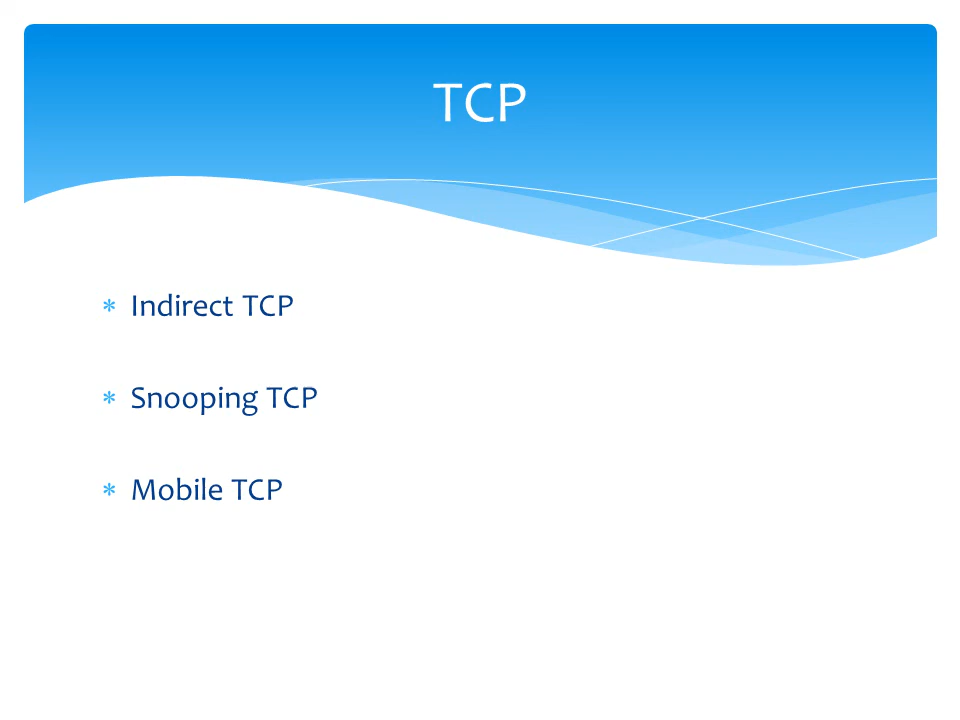 TCP
* Indirect TCP
* Snooping TCP
* Mobile TCP